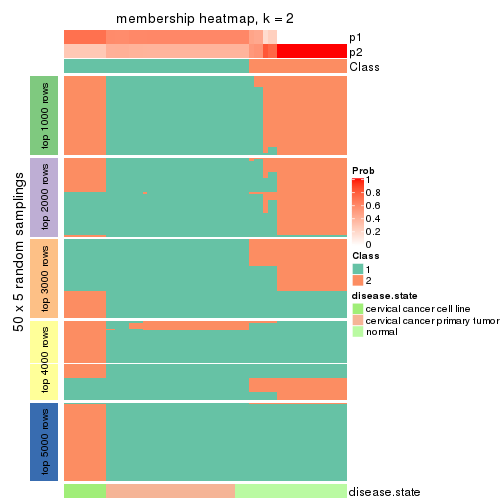 membership heatmap, k = 2
p1
p2
Class
50 x 5 random samplings
top 1000 rows
top 2000 rows
top 3000 rows
top 4000 rows
top 5000 rows
Prob
1
0.8
0.6
0.4
0.2
0
Class
1
2
disease.state
cervical cancer cell line
cervical cancer primary tumor
normal
disease.state